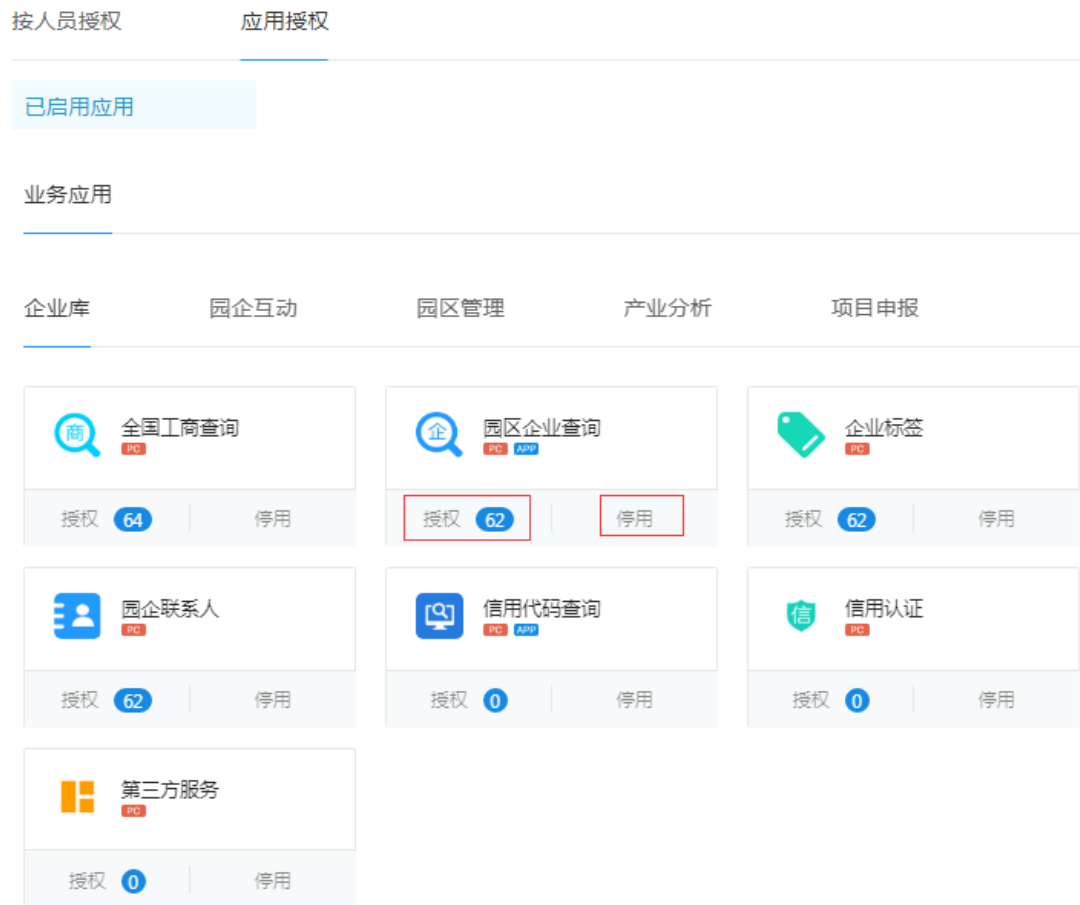 按人员授权 应用授权
已启用应用
业务应用
企业库 园企互动 园区管理 产业分析 项目申报
商 全国工商查询 企 园区企业查询 企业标签
PC PC APP PC
授权 64 停用 授权 62 停用 授权 62 停用
园企联系人 信用代码查询 信 信用认证
PC PC APP PC
授权 62 停用 授权 0 停用 授权 0 停用
第三方服务
PC
授权 0 停用